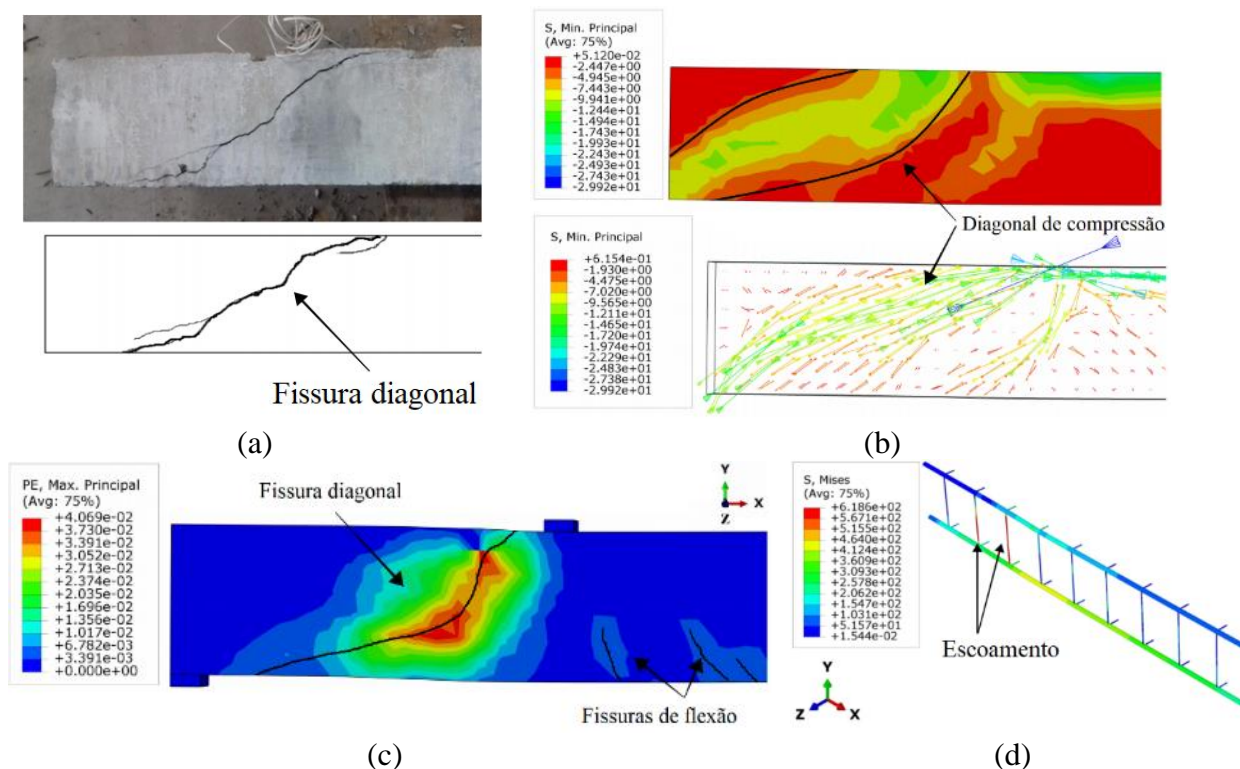 Fissura diagonal
(a)
S, Min. Principal
(Avg: 75%)
+5.120e-02
-2.447e+00
-4.945e+00
-7.443e+00
-9.941e+00
-1.244e+01
-1.494e+01
-1.743e+01
-1.993e+01
-2.243e+01
-2.493e+01
-2.743e+01
-2.992e+01
Diagonal de compressão
S, Min. Principal
+6.154e-01
-1.930e+00
-4.475e+00
-7.020e+00
-9.565e+00
-1.211e+01
-1.465e+01
-1.720e+01
-1.974e+01
-2.229e+01
-2.483e+01
-2.738e+01
-2.992e+01
(b)
PE, Max. Principal
(Avg: 75%)
+4.069e-02
+3.730e-02
+3.391e-02
+3.052e-02
+2.713e-02
+2.374e-02
+2.035e-02
+1.696e-02
+1.356e-02
+1.017e-02
+6.782e-03
+3.391e-03
+0.000e+00
Fissura diagonal
Y
X
Z
Fissuras de flexão
(c)
S, Mises
(Avg: 75%)
+6.186e+02
+5.671e+02
+5.155e+02
+4.640e+02
+4.124e+02
+3.609e+02
+3.093e+02
+2.578e+02
+2.062e+02
+1.547e+02
+1.031e+02
+5.157e+01
+1.544e-02
Escoamento
Y
Z
X
(d)